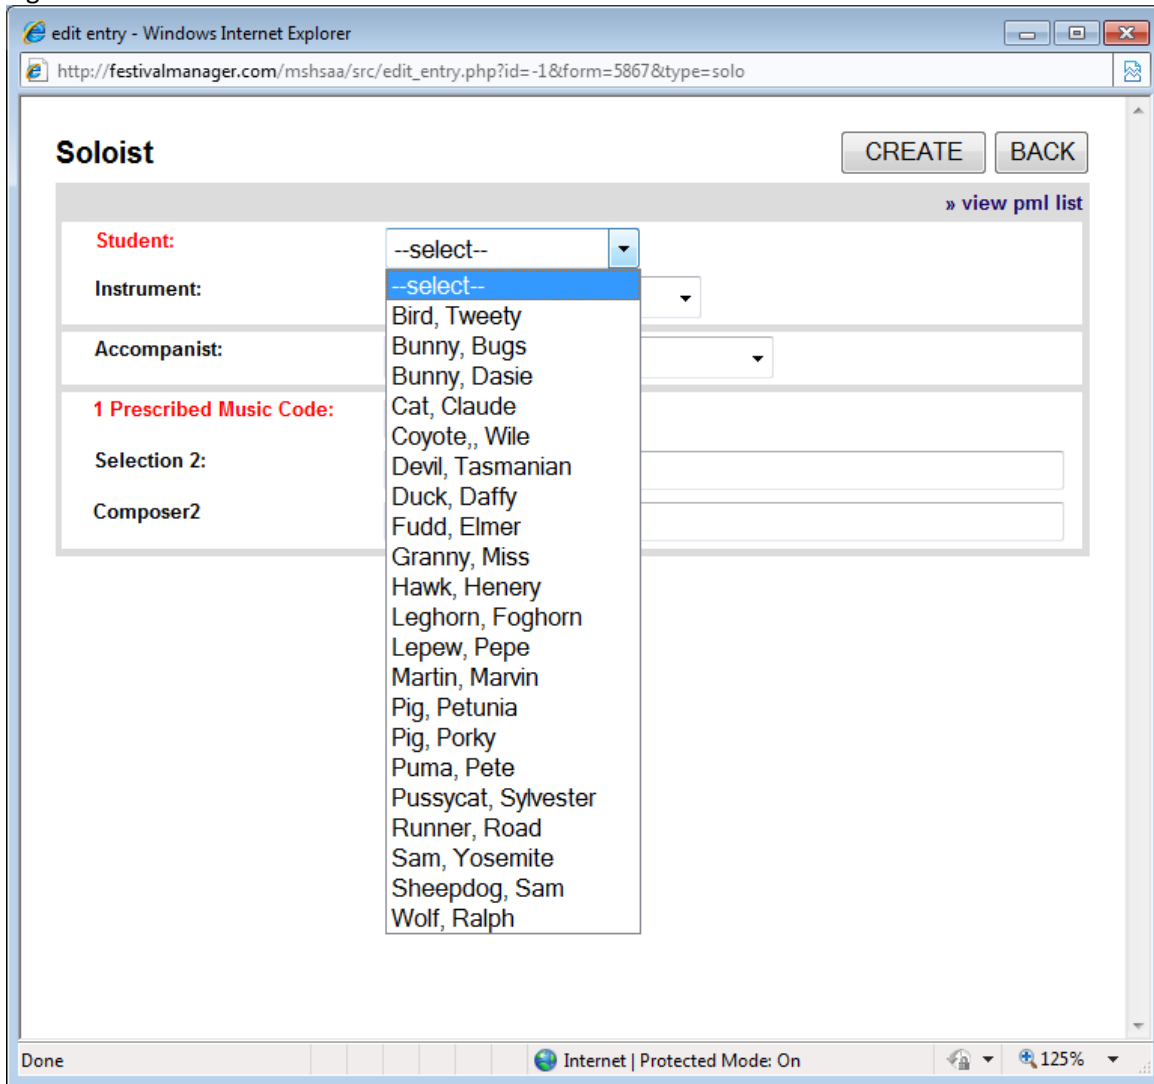 edit entry - Windows Internet Explorer
http://festivalmanager.com/mshsaa/src/edit_entry.php?id=-1&form=5867&type=solo
Soloist
CREATE BACK
» view pml list
Student: --select--
--select--
Instrument:
Bird, Tweety
Bunny, Bugs
Accompanist:
Bunny, Dasie
Cat, Claude
1 Prescribed Music Code:
Coyote,, Wile
Selection 2:
Devil, Tasmanian
Duck, Daffy
Composer2
Fudd, Elmer
Granny, Miss
Hawk, Henery
Leghorn, Foghorn
Lepew, Pepe
Martin, Marvin
Pig, Petunia
Pig, Porky
Puma, Pete
Pussycat, Sylvester
Runner, Road
Sam, Yosemite
Sheepdog, Sam
Wolf, Ralph
Done Internet | Protected Mode: On 125%